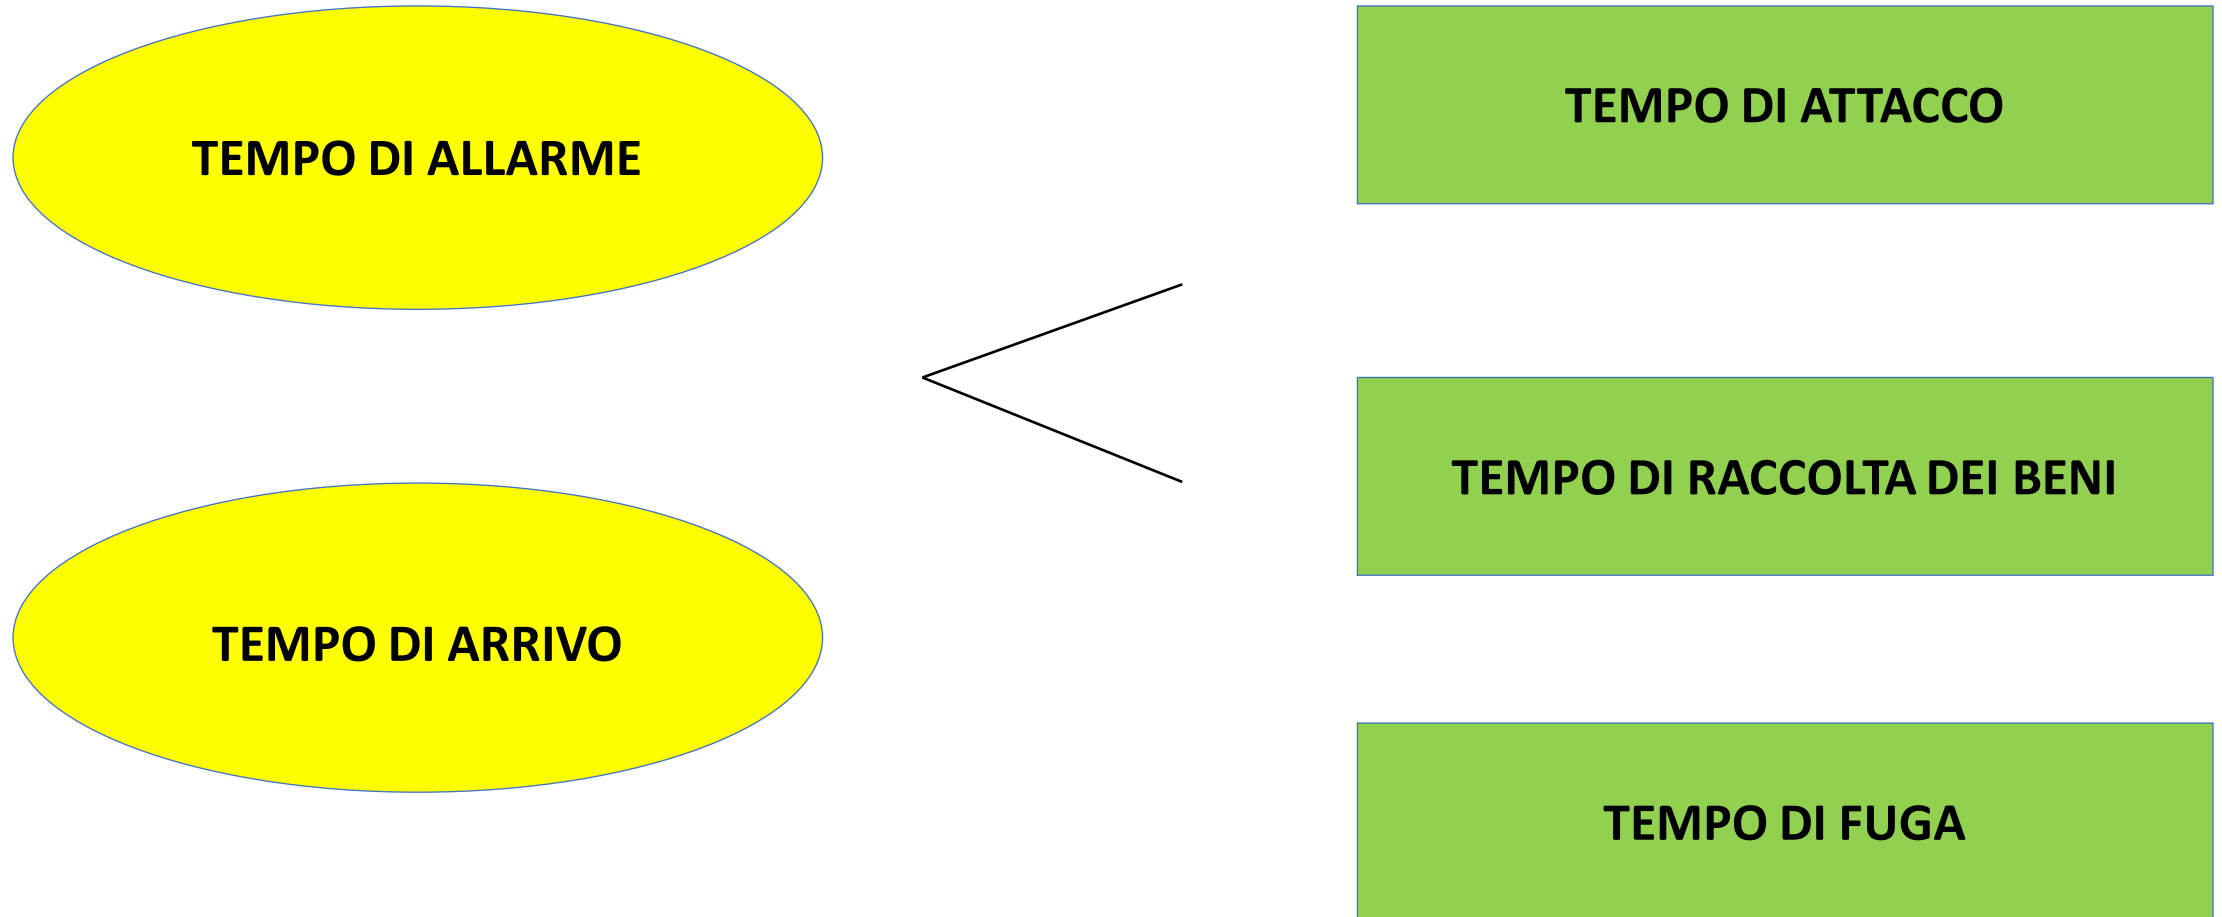 TEMPO DI ALLARME
TEMPO DI ARRIVO
TEMPO DI ATTACCO
TEMPO DI RACCOLTA DEI BENI
TEMPO DI FUGA